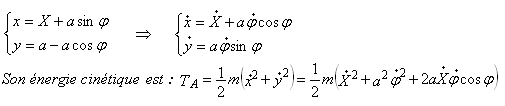 {x = X + a sin φ    ⇒    {ẋ = Ẋ + aφ̇ cos φ
{y = a − a cos φ         {ẏ = aφ̇ sin φ
Son énergie cinétique est : T_A = 1/2 m(ẋ² + ẏ²) = 1/2 m(Ẋ² + a²φ̇² + 2aẊφ̇ cos φ)